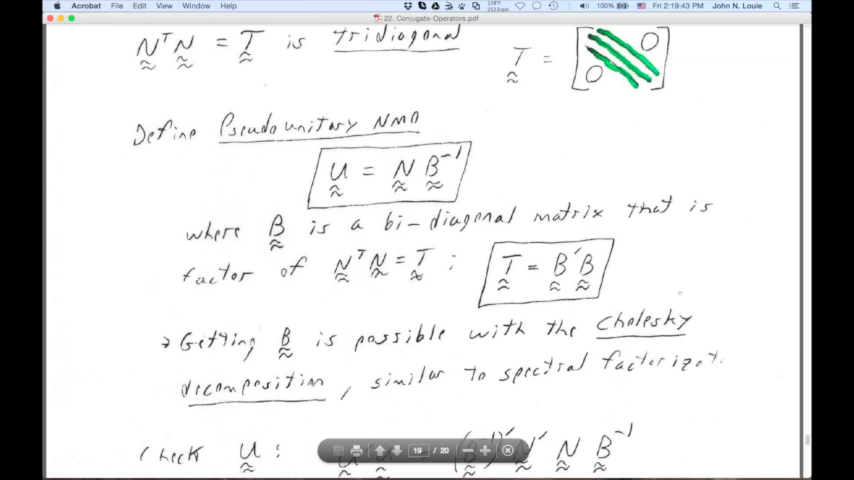 Acrobat File Edit View Window Help 100% Fri 2:19:43 PM John N. Louie
22. Conjugate-Operators.pdf
N^T N = T is tridiagonal
T = [ 0 0 ]
Define Pseudounitary NMO
U = N B^-1
where B is a bi-diagonal matrix that is
factor of N^T N = T : T = B'B
→ Getting B is possible with the Cholesky
decomposition, similar to spectral factorizat
Check U : (B^-1)' N' N B^-1
19 / 20